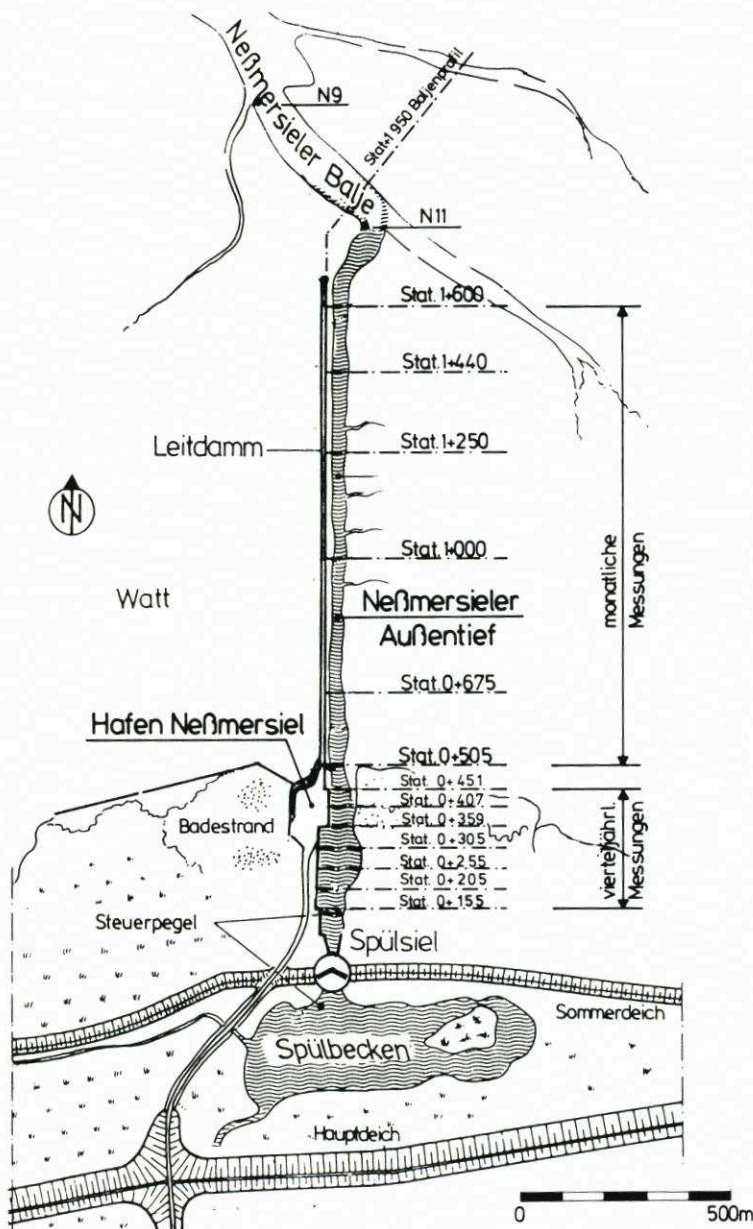 Neßmersieler Balje
N9
Stat.1+950 Baljenprofil
N11
Stat. 1+600
Stat. 1+440
Leitdamm
Stat. 1+250
N
Stat. 1+000
monatliche
Messungen
Watt
Neßmersieler
Außentief
Stat. 0+675
Hafen Neßmersiel
Stat. 0+505
Stat. 0+451
Stat. 0+407
Badestrand
Stat. 0+359
Stat. 0+305
Stat. 0+255
Stat. 0+205
Stat. 0+155
vierteljährl.
Messungen
Steuerpegel
Spülsiel
Sommerdeich
Spülbecken
Hauptdeich
0
500m